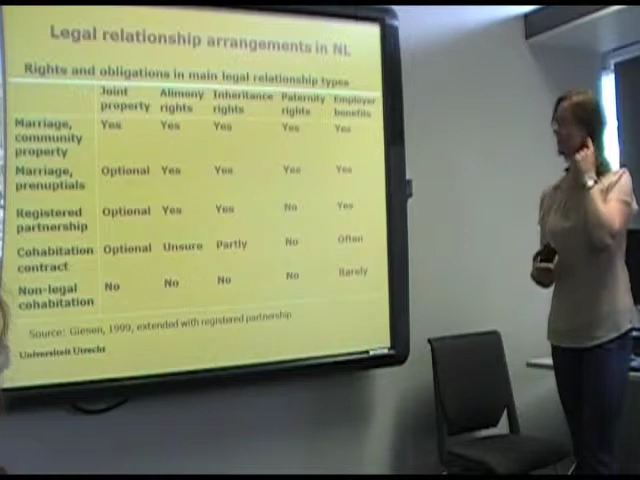 Legal relationship arrangements in NL
Rights and obligations in main legal relationship types
Joint property Alimony rights Inheritance rights Paternity rights Employer benefits
Marriage, community property Yes Yes Yes Yes Yes
Marriage, prenuptials Optional Yes Yes Yes Yes
Registered partnership Optional Yes Yes No Yes
Cohabitation contract Optional Unsure Partly No Often
Non-legal cohabitation No No No No Rarely
Source: Giesen, 1999, extended with registered partnership
Universiteit Utrecht